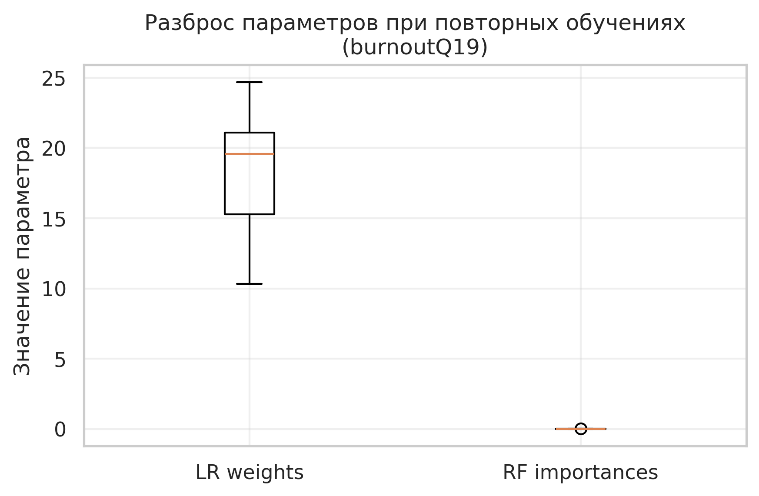 Разброс параметров при повторных обучениях
(burnoutQ19)
Значение параметра
25
20
15
10
5
0
LR weights
RF importances